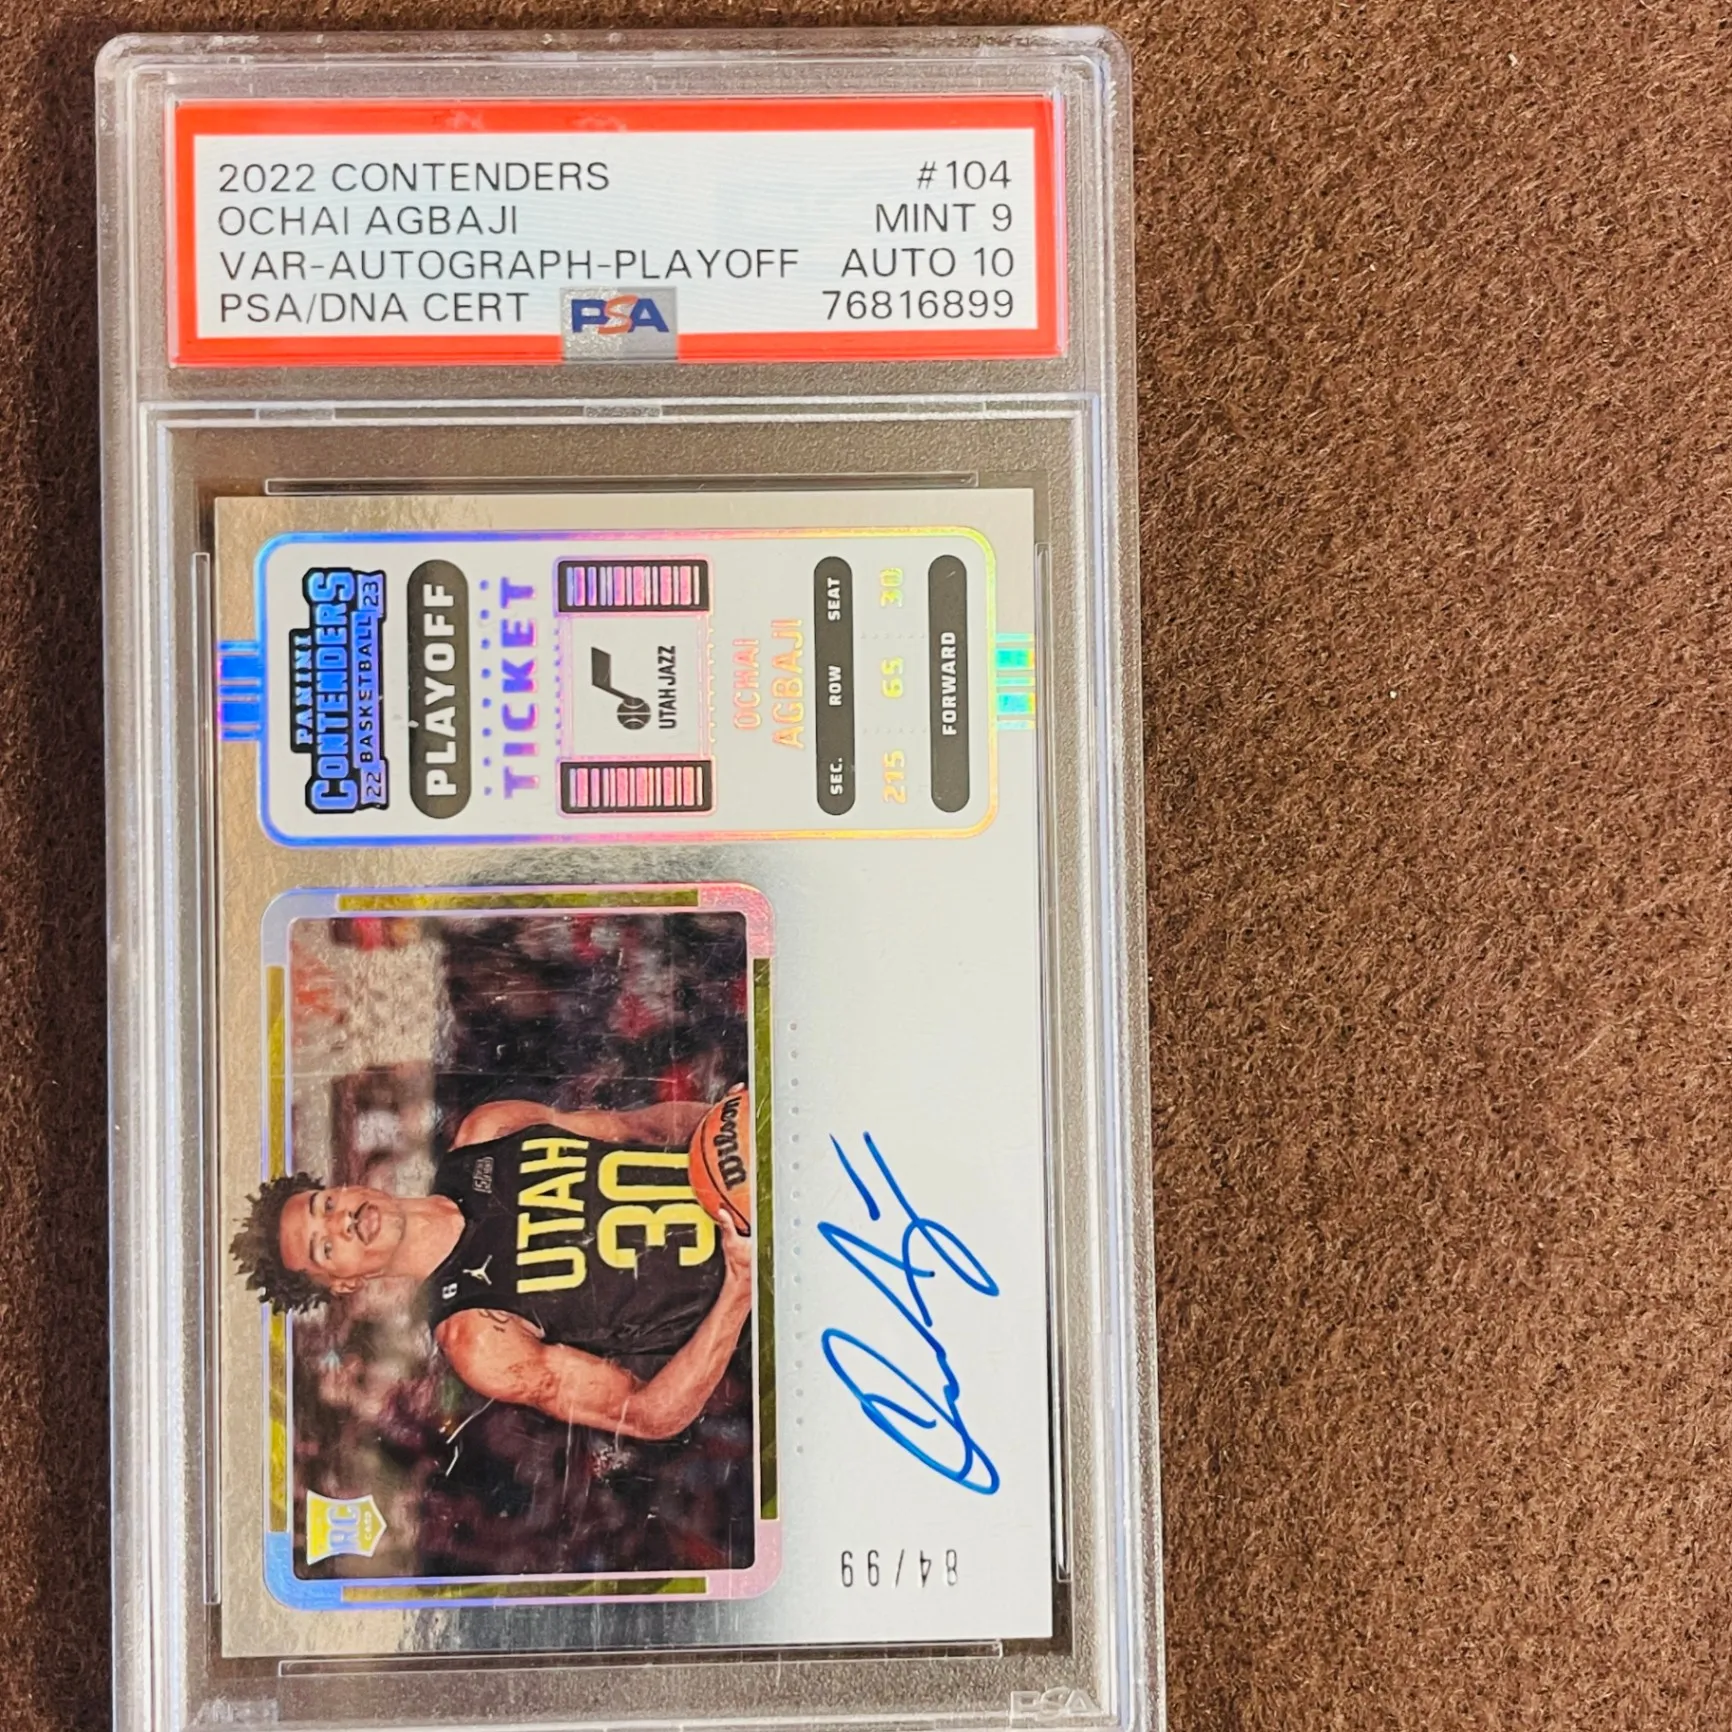 2022 CONTENDERS #104
OCHAI AGBAJI MINT 9
VAR-AUTOGRAPH-PLAYOFF AUTO 10
PSA/DNA CERT PSA 76816899
PANINI
CONTENDERS
22 BASKETBALL 23
PLAYOFF
TICKET
UTAH JAZZ
OCHAI
AGBAJI
SEC. ROW SEAT
215 65 30
FORWARD
6
UTAH
30
Wilson
RC
CARD
84/99
PSA